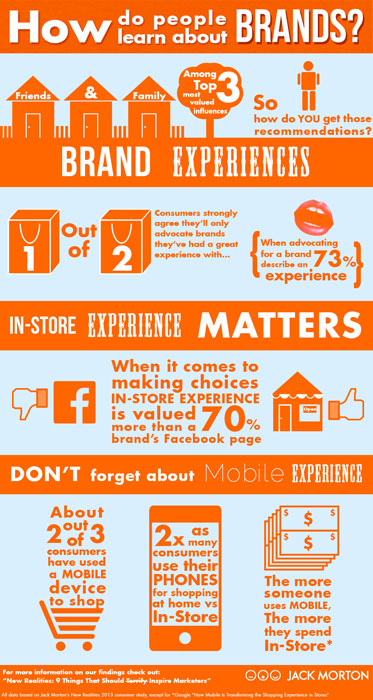 How do people
learn about BRANDS?
Friends & Family
Among
Top 3
most
valued
influences
So
how do YOU get those
recommendations?
BRAND EXPERIENCES
1 Out
of 2
Consumers strongly
agree they'll only
advocate brands
they've had a great
experience with...
{When advocating
for a brand 73%
describe an
experience}
IN-STORE EXPERIENCE MATTERS
f
When it comes to
making choices
IN-STORE EXPERIENCE
is valued 70%
more than a
brand's Facebook page
Open
DON'T forget about Mobile EXPERIENCE
About
2 out
of 3
consumers
have used
a MOBILE
device
to shop
2x as
many
consumers
use their
PHONES
for shopping
at home vs
In-Store
$ $
$
The more
someone
uses MOBILE,
The more
they spend
In-Store*
For more information on our findings check out:
"New Realities: 9 Things That Should Terrify Inspire Marketers"
JACK MORTON
All data based on Jack Morton's New Realities 2013 consumer study, except for *Google "How Mobile is Transforming the Shopping Experience in Stores"